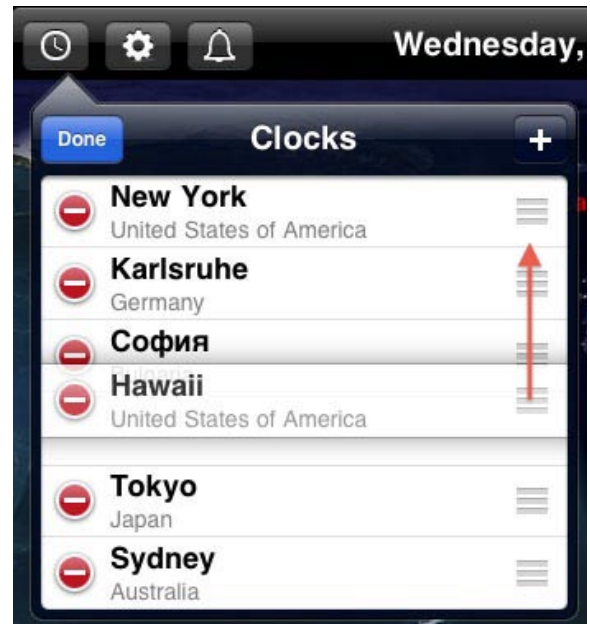 Wednesday,
Done
Clocks
+
New York
United States of America
Karlsruhe
Germany
София
Bulgaria
Hawaii
United States of America
Tokyo
Japan
Sydney
Australia